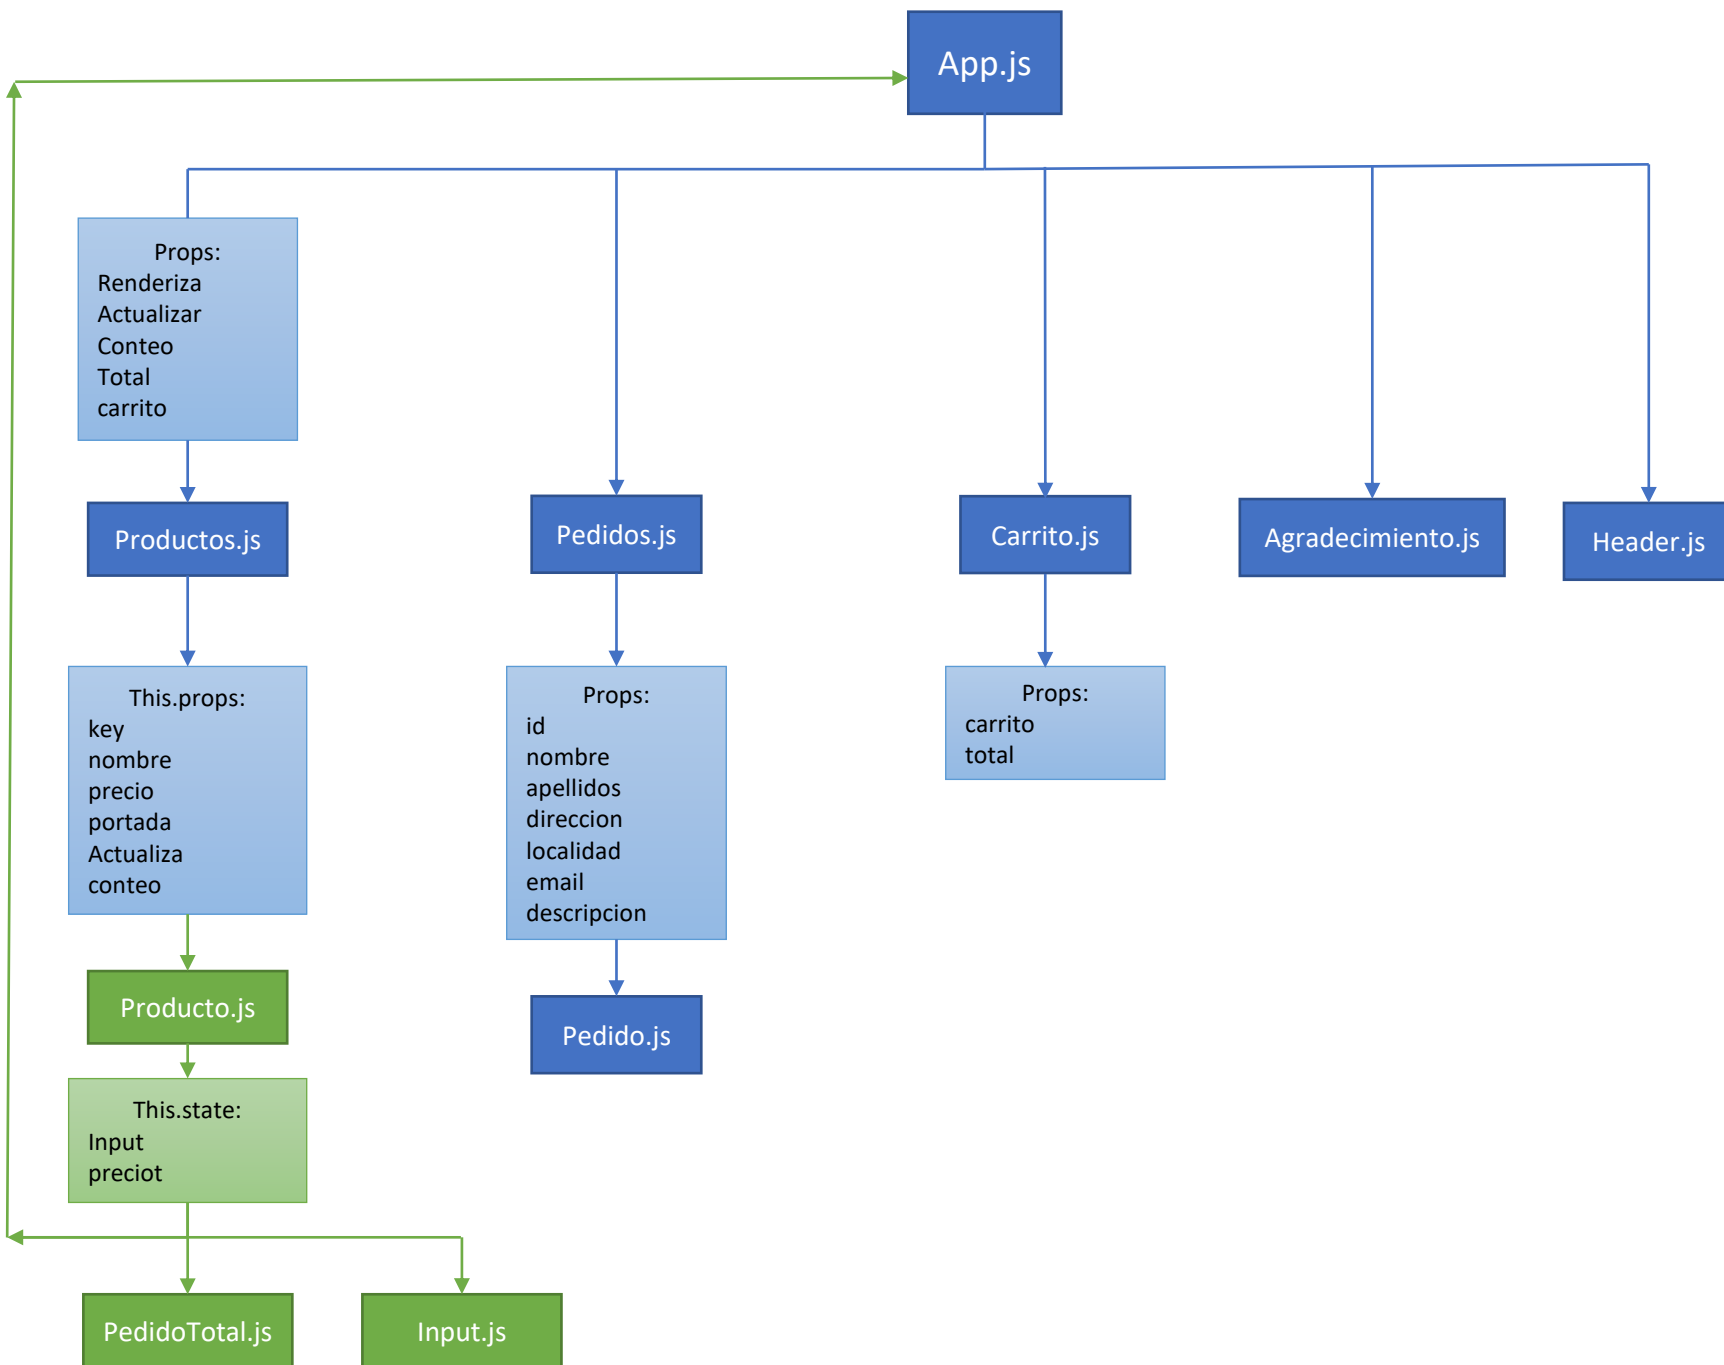 App.js
Props:
Renderiza
Actualizar
Conteo
Total
carrito
Productos.js
Pedidos.js
Carrito.js
Agradecimiento.js
Header.js
This.props:
key
nombre
precio
portada
Actualiza
conteo
Props:
id
nombre
apellidos
direccion
localidad
email
descripcion
Props:
carrito
total
Producto.js
Pedido.js
This.state:
Input
preciot
PedidoTotal.js
Input.js